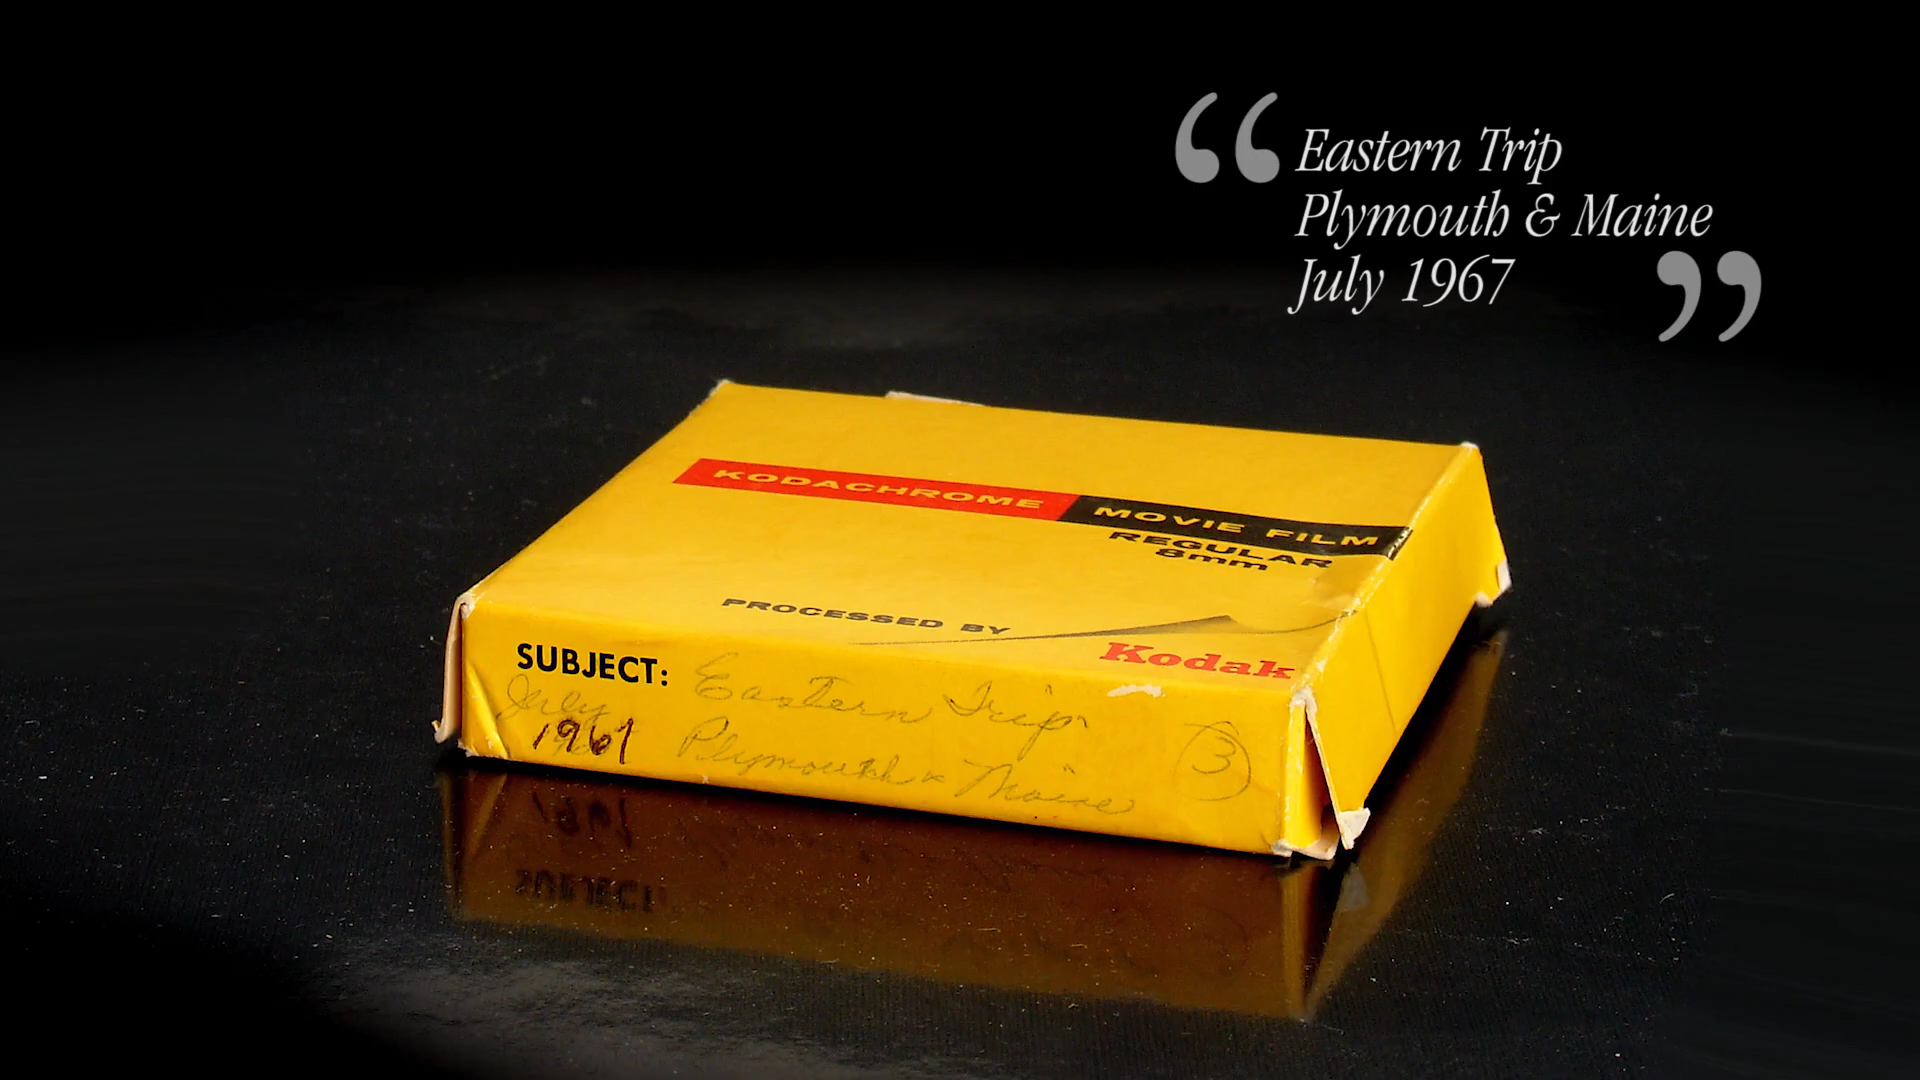 Eastern Trip
Plymouth & Maine
July 1967
KODACHROME MOVIE FILM
REGULAR
8mm
PROCESSED BY
Kodak
SUBJECT: Eastern Trip
July
1967
Plymouth & Maine
3